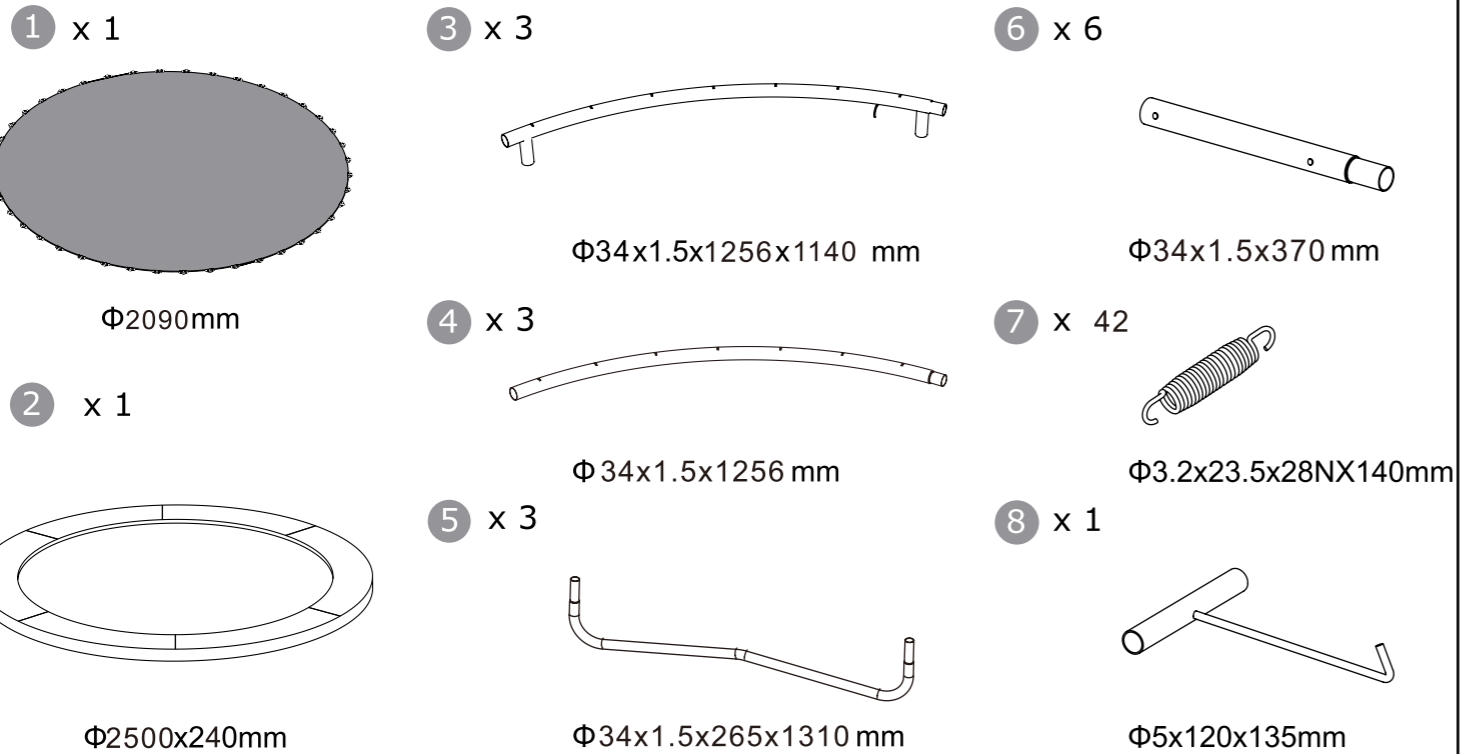 1 x 1
Φ2090mm
2 x 1
Φ2500x240mm
3 x 3
Φ34x1.5x1256x1140 mm
4 x 3
Φ34x1.5x1256 mm
5 x 3
Φ34x1.5x265x1310 mm
6 x 6
Φ34x1.5x370 mm
7 x 42
Φ3.2x23.5x28NX140mm
8 x 1
Φ5x120x135mm